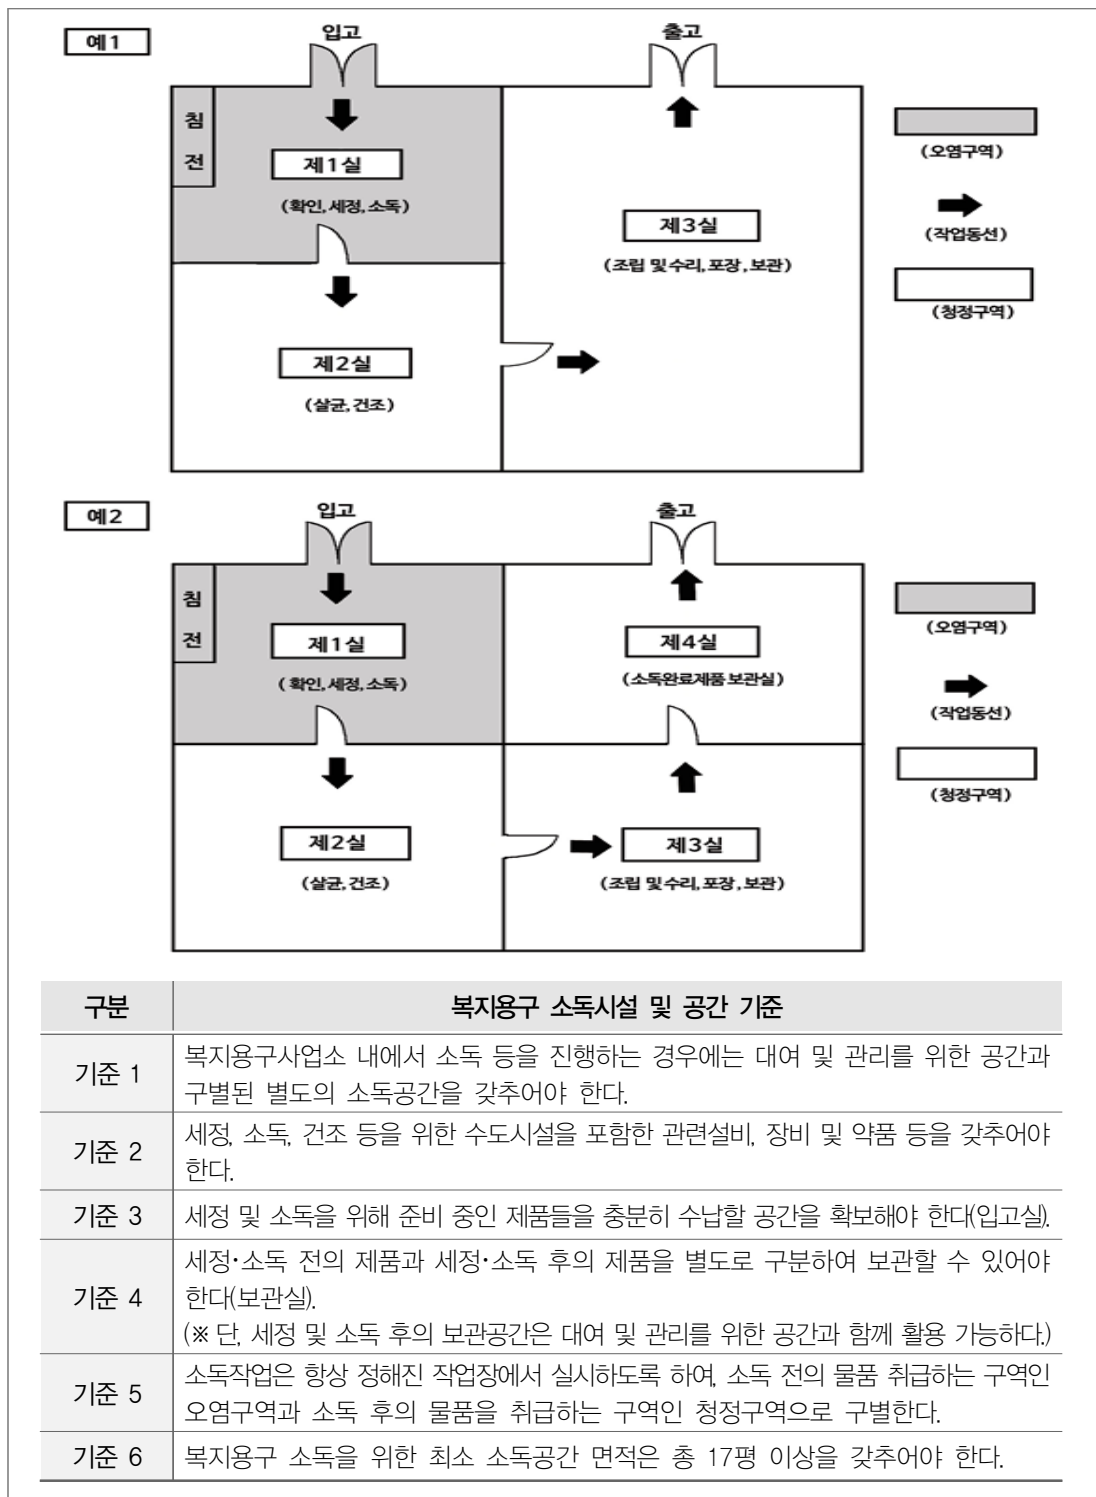 예1
입고
출고
침
전
제1실
(확인, 세정, 소독)
제3실
(조립 및 수리, 포장, 보관)
(오염구역)
(작업동선)
(청정구역)
제2실
(살균, 건조)
예2
입고
출고
침
전
제1실
(확인, 세정, 소독)
제4실
(소독완료제품 보관실)
(오염구역)
(작업동선)
(청정구역)
제2실
(살균, 건조)
제3실
(조립 및 수리, 포장, 보관)
구분 복지용구 소독시설 및 공간 기준
기준 1 복지용구사업소 내에서 소독 등을 진행하는 경우에는 대여 및 관리를 위한 공간과
구별된 별도의 소독공간을 갖추어야 한다.
기준 2 세정, 소독, 건조 등을 위한 수도시설을 포함한 관련설비, 장비 및 약품 등을 갖추어야
한다.
기준 3 세정 및 소독을 위해 준비 중인 제품들을 충분히 수납할 공간을 확보해야 한다(입고실).
기준 4 세정·소독 전의 제품과 세정·소독 후의 제품을 별도로 구분하여 보관할 수 있어야
한다(보관실).
(※ 단, 세정 및 소독 후의 보관공간은 대여 및 관리를 위한 공간과 함께 활용 가능하다.)
기준 5 소독작업은 항상 정해진 작업장에서 실시하도록 하여, 소독 전의 물품 취급하는 구역인
오염구역과 소독 후의 물품을 취급하는 구역인 청정구역으로 구별한다.
기준 6 복지용구 소독을 위한 최소 소독공간 면적은 총 17평 이상을 갖추어야 한다.